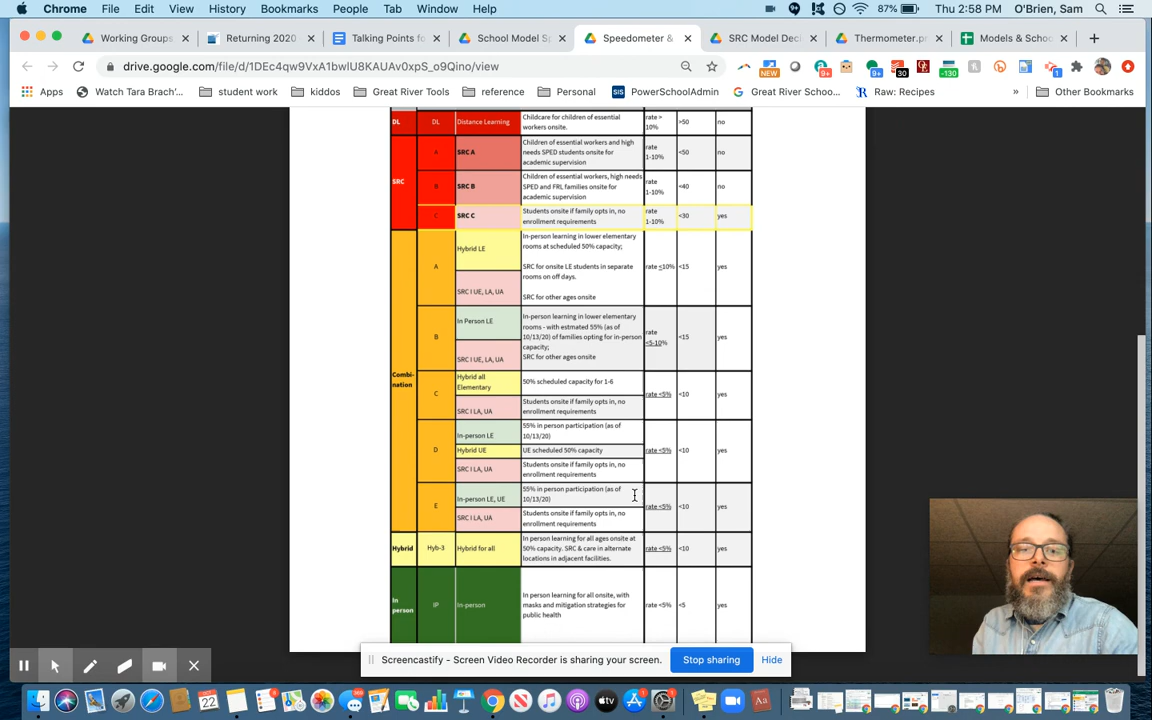 Chrome File Edit View History Bookmarks People Tab Window Help 87% Thu 2:58 PM O'Brien, Sam
Working Groups Returning 2020 Talking Points fo School Model Sp Speedometer & SRC Model Deci Thermometer.p Models & Schoo
drive.google.com/file/d/1DEc4qw9VxA1bwlU8KAUAv0xpS_o9Qino/view
NEW 9+ 9+ 30 -130 1
Apps Watch Tara Brach'... student work kiddos Great River Tools reference Personal SIS PowerSchoolAdmin Great River Schoo... Raw: Recipes » Other Bookmarks
DL DL Distance Learning Childcare for children of essential workers onsite. rate > 10% >50 no
SRC
A SRC A Children of essential workers and high needs SPED students onsite for academic supervision rate 1-10% <50 no
B SRC B Children of essential workers, high needs SPED and FRL families onsite for academic supervision rate 1-10% <40 no
C SRC C Students onsite if family opts in, no enrollment requirements rate 1-10% <30 yes
Combi-nation
A Hybrid LE In-person learning in lower elementary rooms at scheduled 50% capacity; rate <10% <15 yes
SRC for onsite LE students in separate rooms on off days.
SRC I UE, LA, UA SRC for other ages onsite
B In Person LE In-person learning in lower elementary rooms - with estmated 55% (as of 10/13/20) of families opting for in-person capacity; rate <5-10% <15 yes
SRC I UE, LA, UA SRC for other ages onsite
C Hybrid all Elementary 50% scheduled capacity for 1-6 rate <5% <10 yes
SRC I LA, UA Students onsite if family opts in, no enrollment requirements
D In-person LE 55% in person participation (as of 10/13/20) rate <5% <10 yes
Hybrid UE UE scheduled 50% capacity
SRC I LA, UA Students onsite if family opts in, no enrollment requirements
E In-person LE, UE 55% in person participation (as of 10/13/20) rate <5% <10 yes
SRC I LA, UA Students onsite if family opts in, no enrollment requirements
Hybrid Hyb-3 Hybrid for all In person learning for all ages onsite at 50% capacity. SRC & care in alternate locations in adjacent facilities. rate <5% <10 yes
In person IP In-person In person learning for all onsite, with masks and mitigation strategies for public health rate <5% <5 yes
Screencastify - Screen Video Recorder is sharing your screen. Stop sharing Hide
22
tv